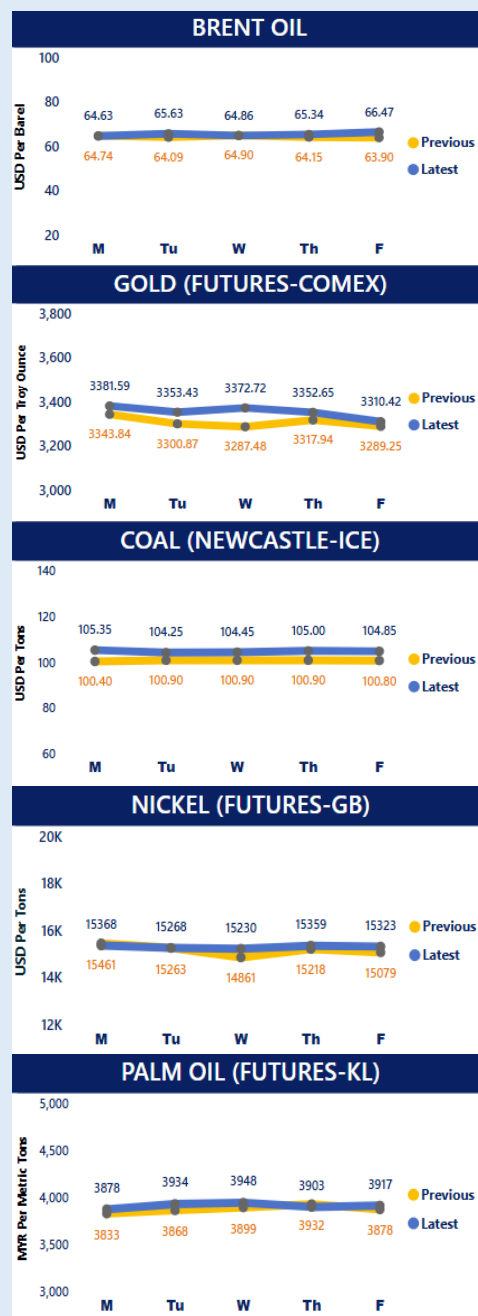 BRENT OIL
USD Per Barel
100
80
60
40
20
64.63 65.63 64.86 65.34 66.47
64.74 64.09 64.90 64.15 63.90
Previous
Latest
M Tu W Th F
GOLD (FUTURES-COMEX)
USD Per Troy Ounce
3,800
3,600
3,400
3,200
3,000
3381.59 3353.43 3372.72 3352.65 3310.42
3343.84 3300.87 3287.48 3317.94 3289.25
Previous
Latest
M Tu W Th F
COAL (NEWCASTLE-ICE)
USD Per Tons
140
120
100
80
60
105.35 104.25 104.45 105.00 104.85
100.40 100.90 100.90 100.90 100.80
Previous
Latest
M Tu W Th F
NICKEL (FUTURES-GB)
USD Per Tons
20K
18K
16K
14K
12K
15368 15268 15230 15359 15323
15461 15263 14861 15218 15079
Previous
Latest
M Tu W Th F
PALM OIL (FUTURES-KL)
MYR Per Metric Tons
5,000
4,500
4,000
3,500
3,000
3878 3934 3948 3903 3917
3833 3868 3899 3932 3878
Previous
Latest
M Tu W Th F